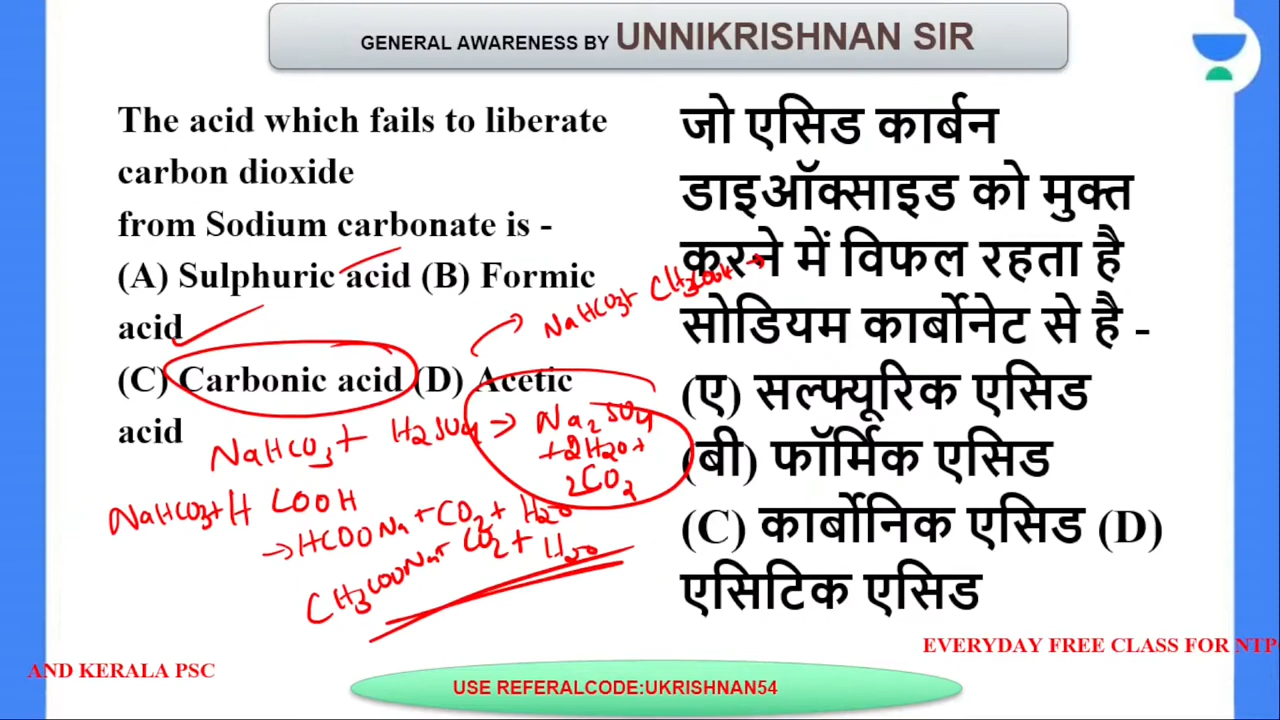 GENERAL AWARENESS BY UNNIKRISHNAN SIR
The acid which fails to liberate
carbon dioxide
from Sodium carbonate is -
(A) Sulphuric acid (B) Formic
acid
(C) Carbonic acid (D) Acetic
acid
NaHCO3+ CH3COOH →
NaHCO3 + H2SO4 → Na2SO4
+2H2O+
2CO2
NaHCO3+H COOH
→HCOONa+CO2+H2O
CH3COONa+CO2+H2O
जो एसिड कार्बन
डाइऑक्साइड को मुक्त
करने में विफल रहता है
सोडियम कार्बोनेट से है -
(ए) सल्फ्यूरिक एसिड
(बी) फॉर्मिक एसिड
(C) कार्बोनिक एसिड (D)
एसिटिक एसिड
EVERYDAY FREE CLASS FOR NTP
AND KERALA PSC
USE REFERALCODE:UKRISHNAN54